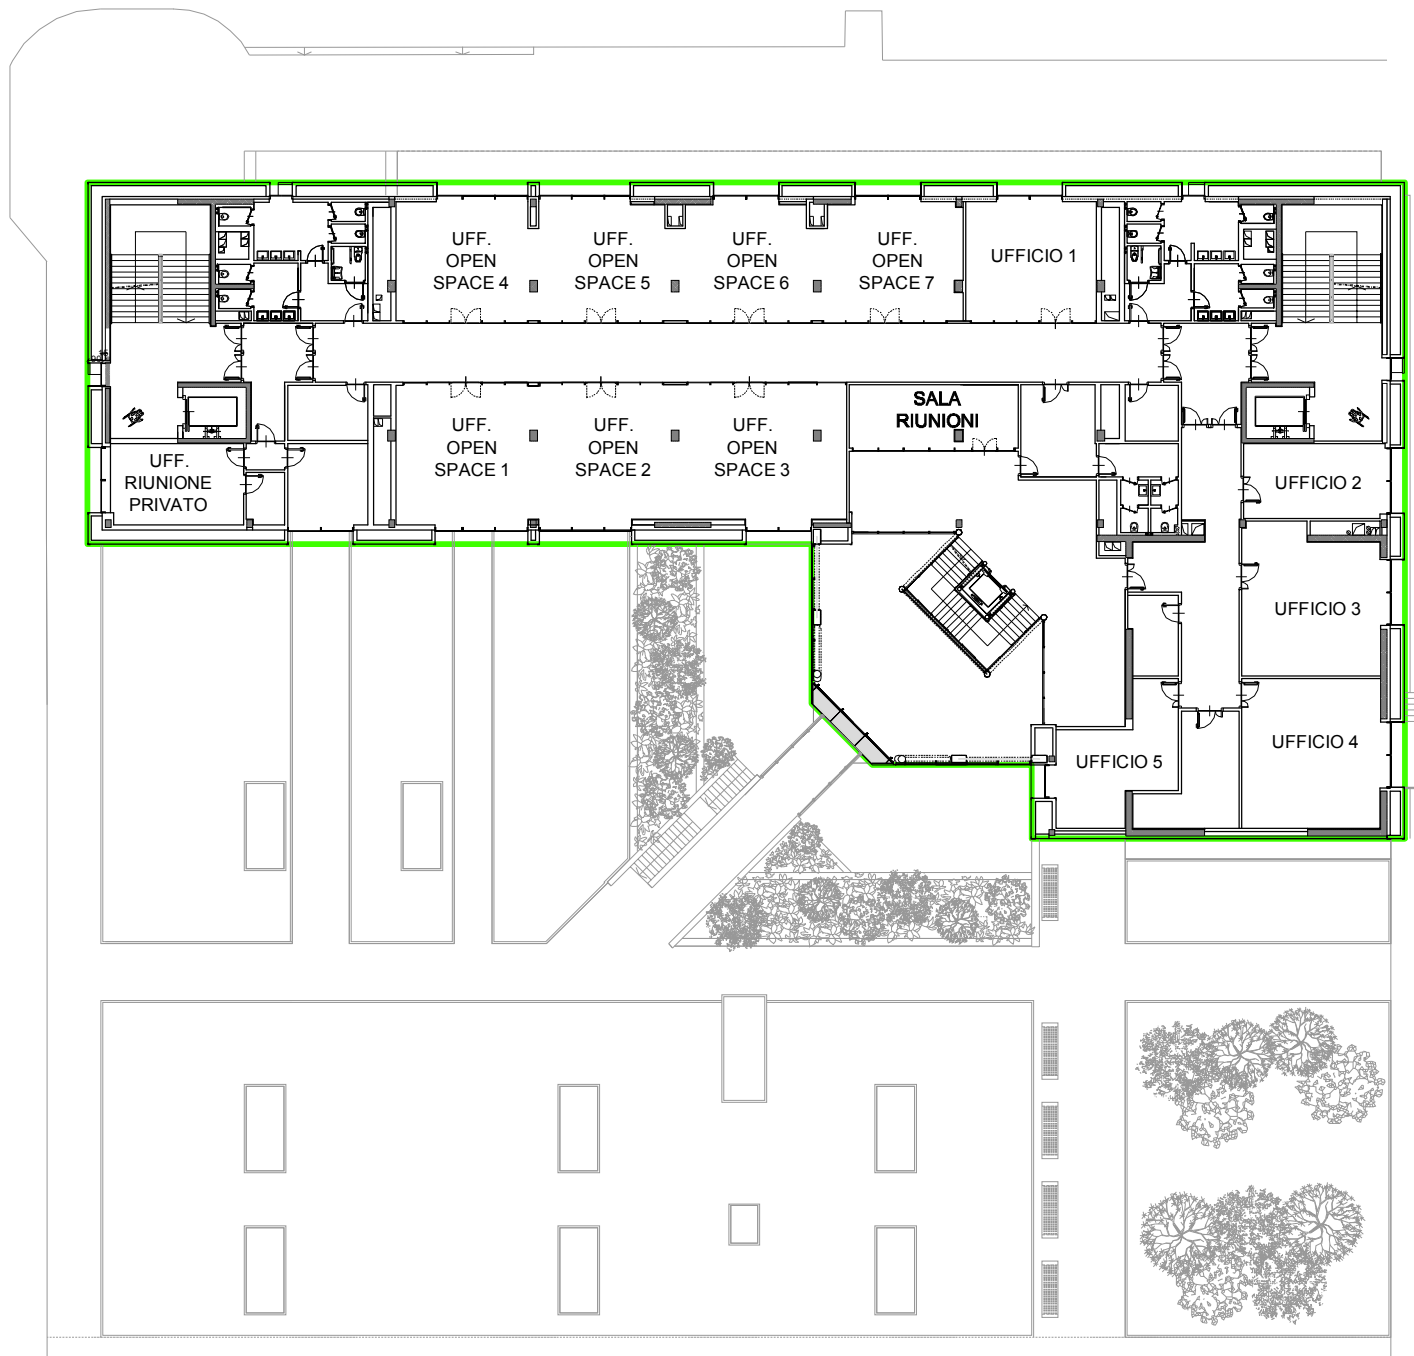 UFF.
OPEN
SPACE 4
UFF.
OPEN
SPACE 5
UFF.
OPEN
SPACE 6
UFF.
OPEN
SPACE 7
UFFICIO 1
UFF.
OPEN
SPACE 1
UFF.
OPEN
SPACE 2
UFF.
OPEN
SPACE 3
SALA
RIUNIONI
UFF.
RIUNIONE
PRIVATO
UFFICIO 2
UFFICIO 3
UFFICIO 4
UFFICIO 5